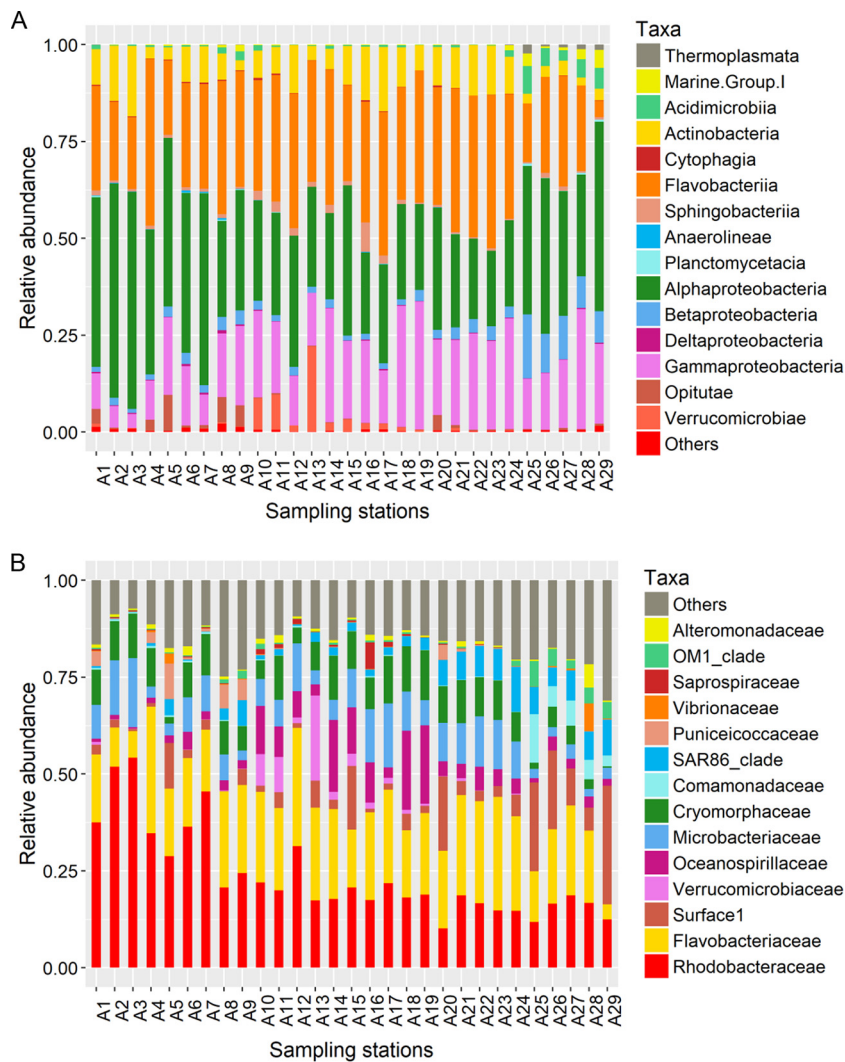 A
Relative abundance
1.00
0.75
0.50
0.25
0.00
A1
A2
A3
A4
A5
A6
A7
A8
A9
A10
A11
A12
A13
A14
A15
A16
A17
A18
A19
A20
A21
A22
A23
A24
A25
A26
A27
A28
A29
Sampling stations
Taxa
Thermoplasmata
Marine.Group.I
Acidimicrobiia
Actinobacteria
Cytophagia
Flavobacteriia
Sphingobacteriia
Anaerolineae
Planctomycetacia
Alphaproteobacteria
Betaproteobacteria
Deltaproteobacteria
Gammaproteobacteria
Opitutae
Verrucomicrobiae
Others
B
Relative abundance
1.00
0.75
0.50
0.25
0.00
A1
A2
A3
A4
A5
A6
A7
A8
A9
A10
A11
A12
A13
A14
A15
A16
A17
A18
A19
A20
A21
A22
A23
A24
A25
A26
A27
A28
A29
Sampling stations
Taxa
Others
Alteromonadaceae
OM1_clade
Saprospiraceae
Vibrionaceae
Puniceicoccaceae
SAR86_clade
Comamonadaceae
Cryomorphaceae
Microbacteriaceae
Oceanospirillaceae
Verrucomicrobiaceae
Surface1
Flavobacteriaceae
Rhodobacteraceae